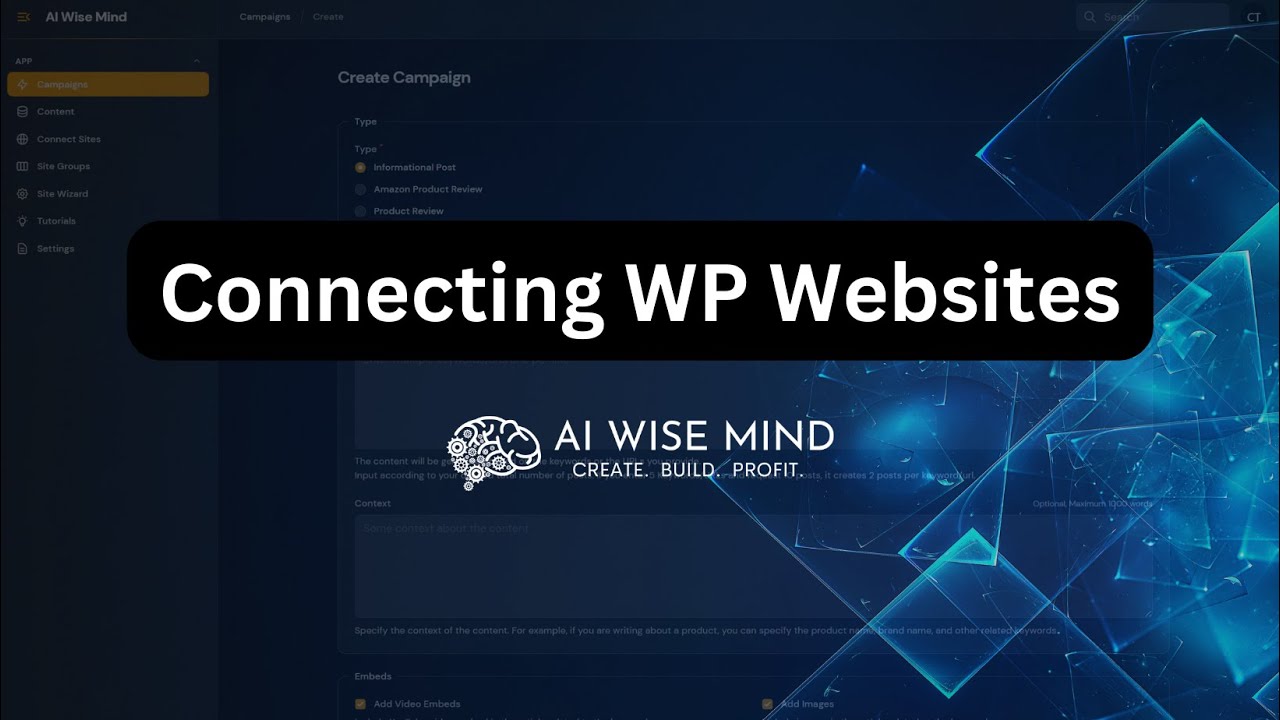 AI Wise Mind
Campaigns
Create
Search
CT
APP
Campaigns
Content
Connect Sites
Site Groups
Site Wizard
Tutorials
Settings
Create Campaign
Type
Type *
Informational Post
Amazon Product Review
Product Review
Connecting WP Websites
AI WISE MIND
CREATE. BUILD. PROFIT.
The content will be
keywords or the URLs you provide.
Input according to your
posts, it creates 2 posts per keyword/url.
Context
Optional. Maximum 1000 words
Some context about the content
Specify the context of the content. For example, if you are writing about a product, you can specify the product name, brand name, and other related keywords.
Embeds
Add Video Embeds
Add Images